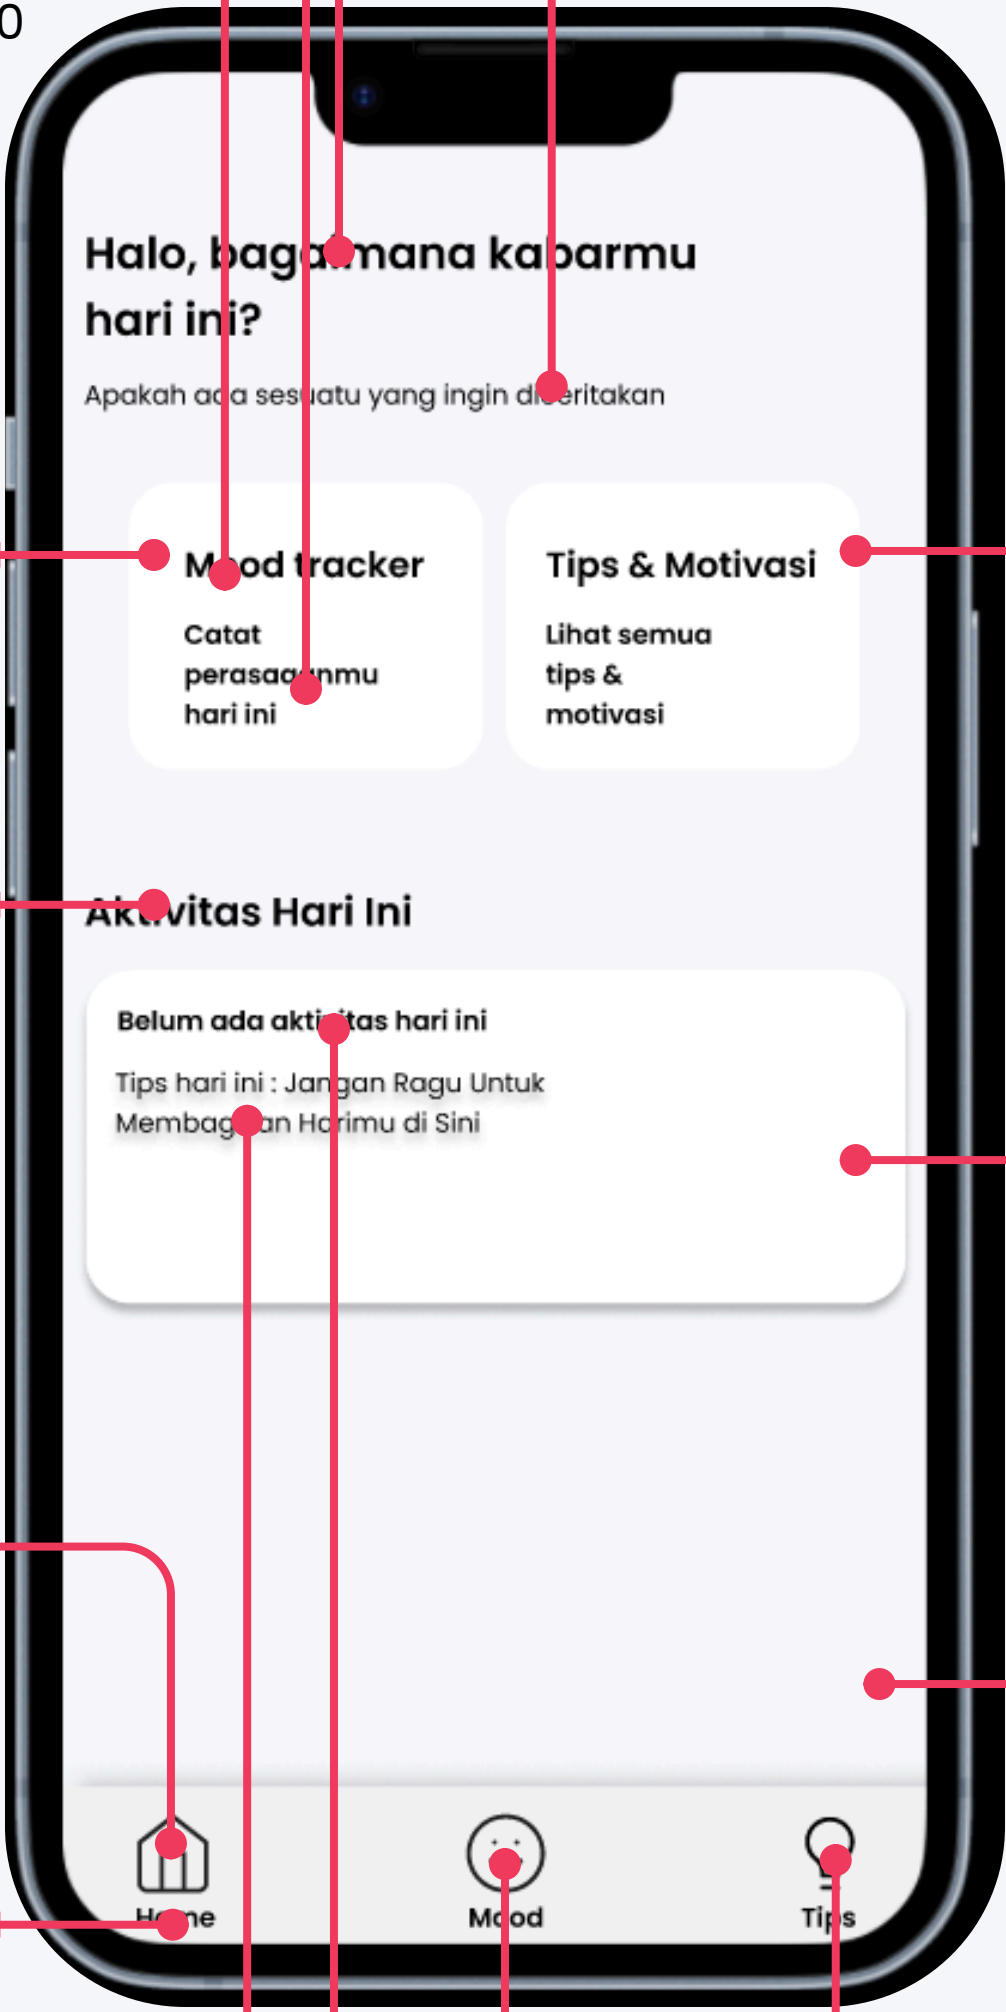 0
Halo, bagaimana kabarmu
hari ini?
Apakah ada sesuatu yang ingin diceritakan
Mood tracker
Catat
perasaaanmu
hari ini
Tips & Motivasi
Lihat semua
tips &
motivasi
Aktivitas Hari Ini
Belum ada aktivitas hari ini
Tips hari ini : Jangan Ragu Untuk
Membagikan Harimu di Sini
Home
Mood
Tips